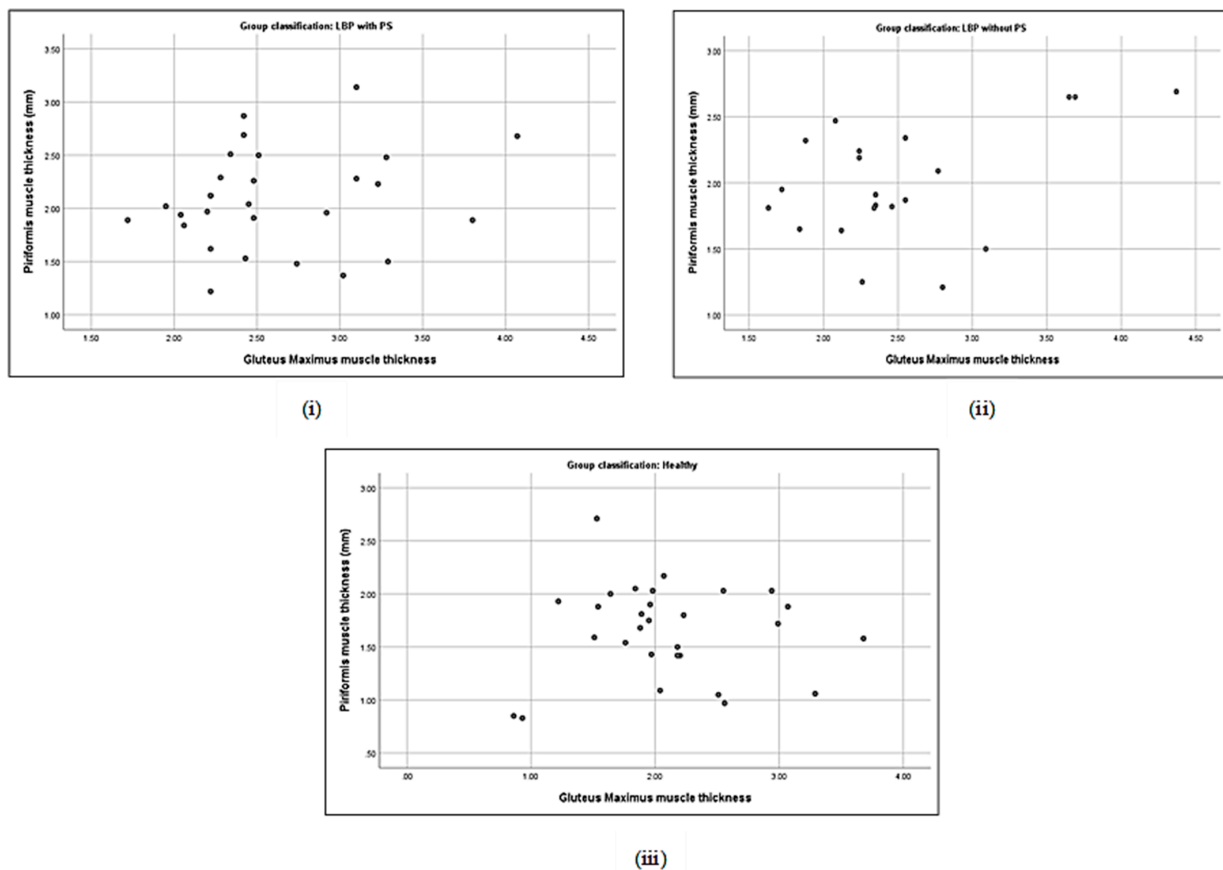 Group classification: LBP with PS
Piriformis muscle thickness (mm)
3.50
3.00
2.50
2.00
1.50
1.00
1.50 2.00 2.50 3.00 3.50 4.00 4.50
Gluteus Maximus muscle thickness
(i)
Group classification: LBP without PS
Piriformis muscle thickness (mm)
3.00
2.50
2.00
1.50
1.00
1.50 2.00 2.50 3.00 3.50 4.00 4.50
Gluteus Maximus muscle thickness
(ii)
Group classification: Healthy
Piriformis muscle thickness (mm)
3.00
2.50
2.00
1.50
1.00
.50
.00 1.00 2.00 3.00 4.00
Gluteus Maximus muscle thickness
(iii)